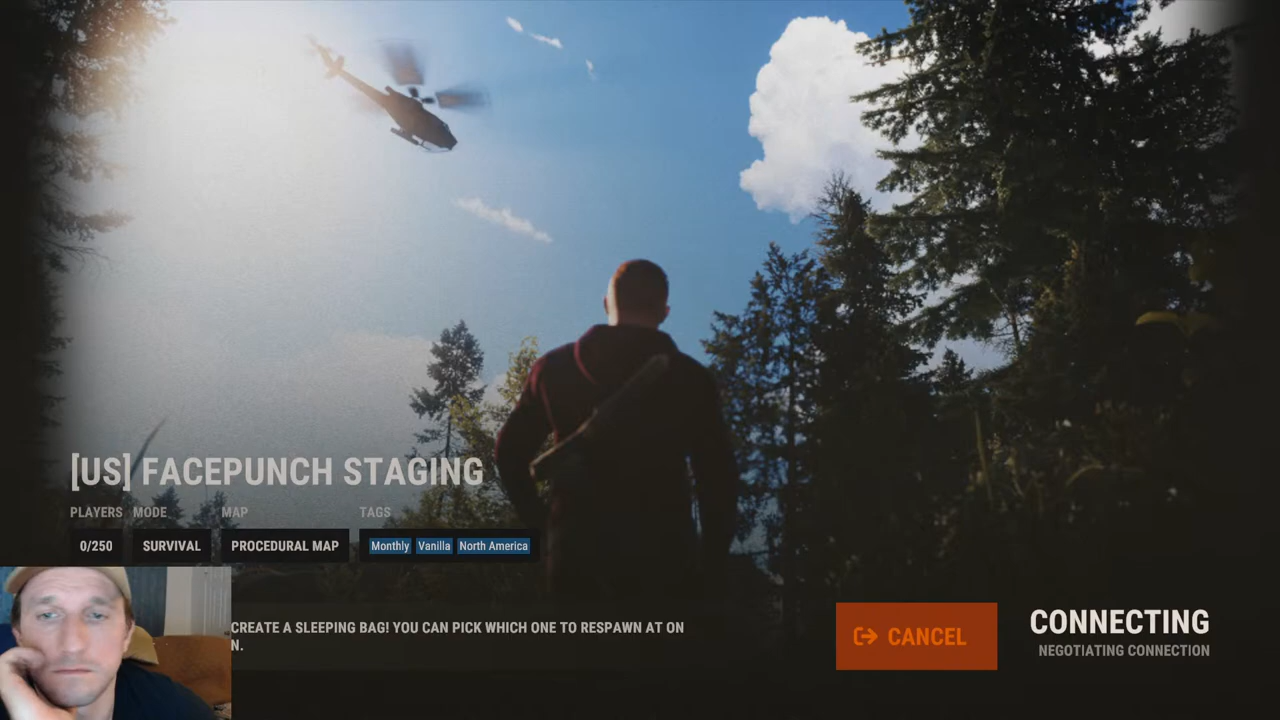 [US] FACEPUNCH STAGING
PLAYERS MODE MAP TAGS
0/250 SURVIVAL PROCEDURAL MAP Monthly Vanilla North America
CREATE A SLEEPING BAG! YOU CAN PICK WHICH ONE TO RESPAWN AT ON
N.
CANCEL
CONNECTING
NEGOTIATING CONNECTION